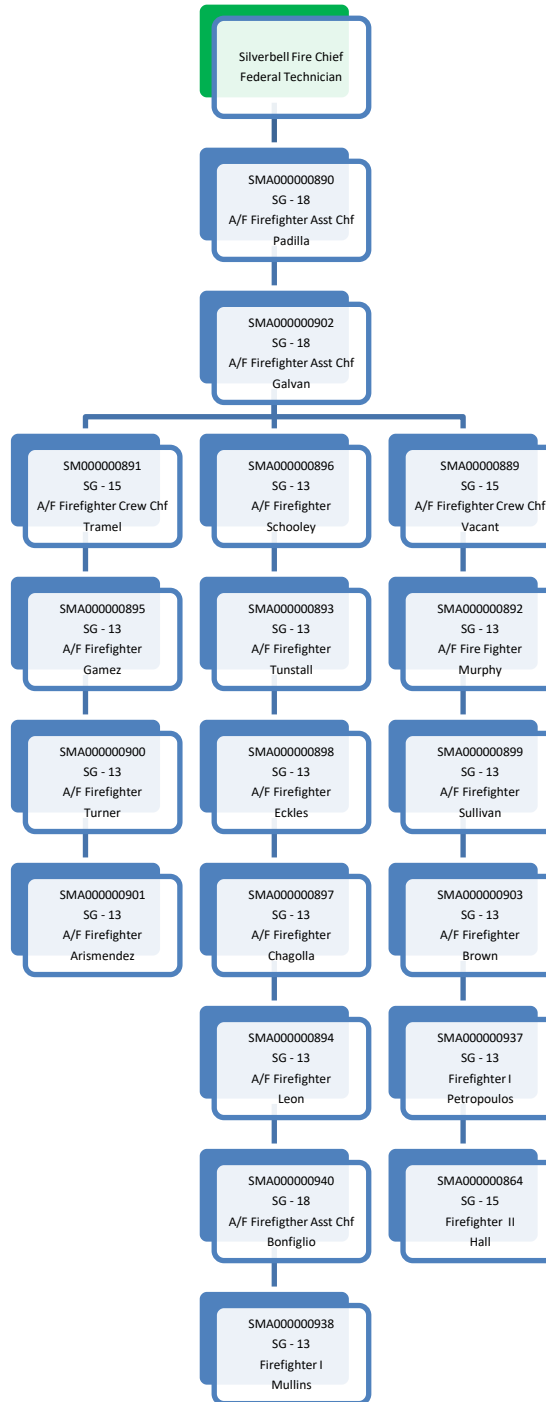 Silverbell Fire Chief
Federal Technician
SMA000000890
SG - 18
A/F Firefighter Asst Chf
Padilla
SMA000000902
SG - 18
A/F Firefighter Asst Chf
Galvan
SM000000891
SG - 15
A/F Firefighter Crew Chf
Tramel
SMA000000895
SG - 13
A/F Firefighter
Gamez
SMA000000900
SG - 13
A/F Firefighter
Turner
SMA000000901
SG - 13
A/F Firefighter
Arismendez
SMA000000896
SG - 13
A/F Firefighter
Schooley
SMA000000893
SG - 13
A/F Firefighter
Tunstall
SMA000000898
SG - 13
A/F Firefighter
Eckles
SMA000000897
SG - 13
A/F Firefighter
Chagolla
SMA000000894
SG - 13
A/F Firefighter
Leon
SMA000000940
SG - 18
A/F Firefigther Asst Chf
Bonfiglio
SMA000000938
SG - 13
Firefighter I
Mullins
SMA00000889
SG - 15
A/F Firefighter Crew Chf
Vacant
SMA000000892
SG - 13
A/F Fire Fighter
Murphy
SMA000000899
SG - 13
A/F Firefighter
Sullivan
SMA000000903
SG - 13
A/F Firefighter
Brown
SMA000000937
SG - 13
Firefighter I
Petropoulos
SMA000000864
SG - 15
Firefighter II
Hall